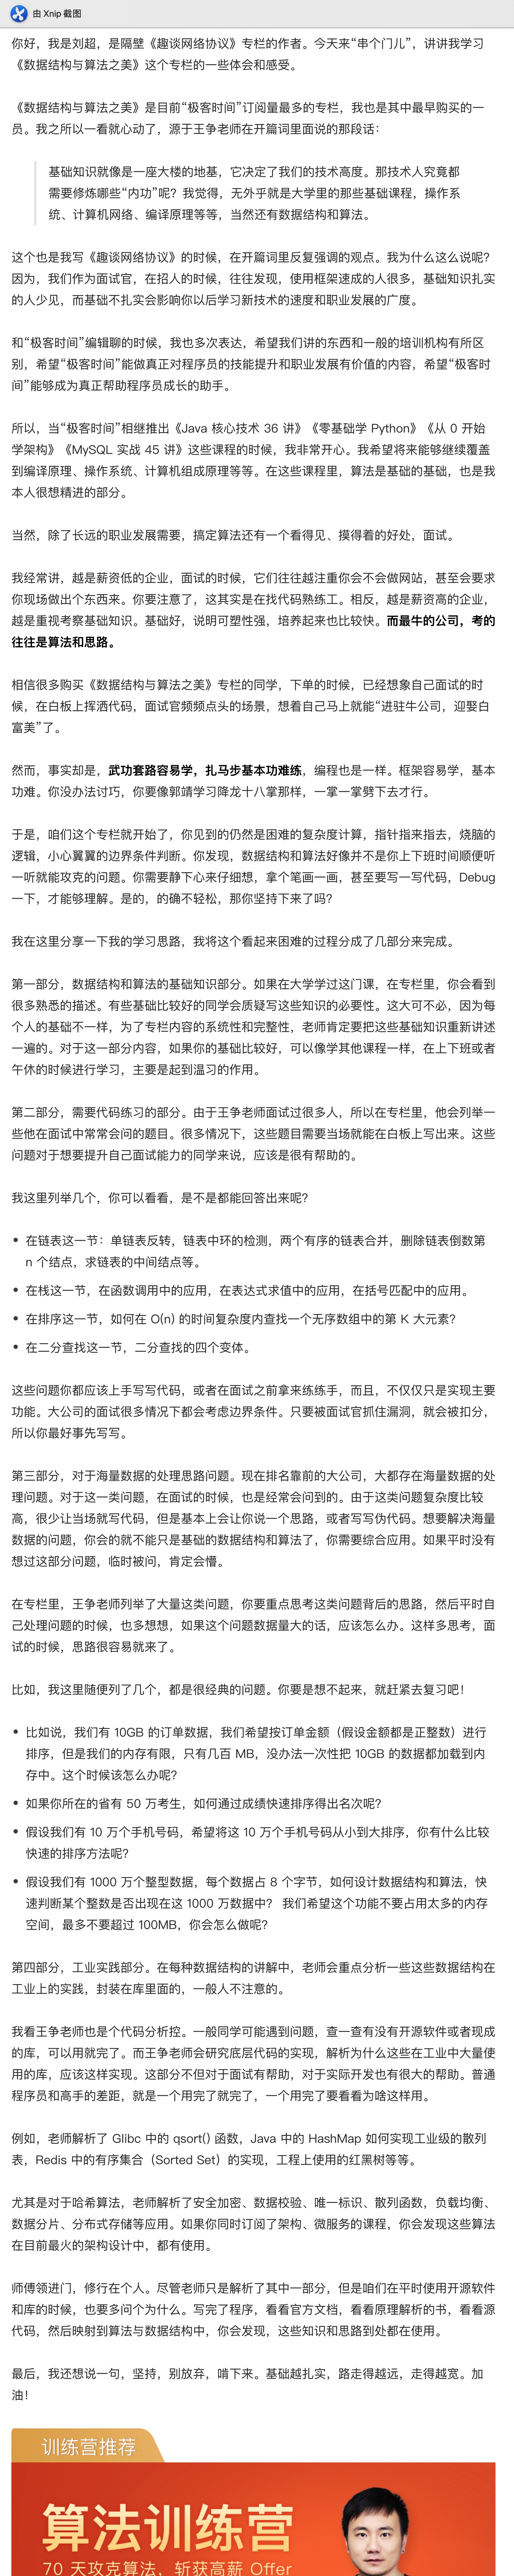 由 Xnip 截图
你好，我是刘超，是隔壁《趣谈网络协议》专栏的作者。今天来“串个门儿”，讲讲我学习
《数据结构与算法之美》这个专栏的一些体会和感受。
《数据结构与算法之美》是目前“极客时间”订阅量最多的专栏，我也是其中最早购买的一
员。我之所以一看就心动了，源于王争老师在开篇词里面说的那段话：
基础知识就像是一座大楼的地基，它决定了我们的技术高度。那技术人究竟都
需要修炼哪些“内功”呢？我觉得，无外乎就是大学里的那些基础课程，操作系
统、计算机网络、编译原理等等，当然还有数据结构和算法。
这个也是我写《趣谈网络协议》的时候，在开篇词里反复强调的观点。我为什么这么说呢？
因为，我们作为面试官，在招人的时候，往往发现，使用框架速成的人很多，基础知识扎实
的人少见，而基础不扎实会影响你以后学习新技术的速度和职业发展的广度。
和“极客时间”编辑聊的时候，我也多次表达，希望我们讲的东西和一般的培训机构有所区
别，希望“极客时间”能做真正对程序员的技能提升和职业发展有价值的内容，希望“极客时
间”能够成为真正帮助程序员成长的助手。
所以，当“极客时间”相继推出《Java 核心技术 36 讲》《零基础学 Python》《从 0 开始
学架构》《MySQL 实战 45 讲》这些课程的时候，我非常开心。我希望将来能够继续覆盖
到编译原理、操作系统、计算机组成原理等等。在这些课程里，算法是基础的基础，也是我
本人很想精进的部分。
当然，除了长远的职业发展需要，搞定算法还有一个看得见、摸得着的好处，面试。
我经常讲，越是薪资低的企业，面试的时候，它们往往越注重你会不会做网站，甚至会要求
你现场做出个东西来。你要注意了，这其实是在找代码熟练工。相反，越是薪资高的企业，
越是重视考察基础知识。基础好，说明可塑性强，培养起来也比较快。而最牛的公司，考的
往往是算法和思路。
相信很多购买《数据结构与算法之美》专栏的同学，下单的时候，已经想象自己面试的时
候，在白板上挥洒代码，面试官频频点头的场景，想着自己马上就能“进驻牛公司，迎娶白
富美”了。
然而，事实却是，武功套路容易学，扎马步基本功难练，编程也是一样。框架容易学，基本
功难。你没办法讨巧，你要像郭靖学习降龙十八掌那样，一掌一掌劈下去才行。
于是，咱们这个专栏就开始了，你见到的仍然是困难的复杂度计算，指针指来指去，烧脑的
逻辑，小心翼翼的边界条件判断。你发现，数据结构和算法好像并不是你上下班时间顺便听
一听就能攻克的问题。你需要静下心来仔细想，拿个笔画一画，甚至要写一写代码，Debug
一下，才能够理解。是的，的确不轻松，那你坚持下来了吗？
我在这里分享一下我的学习思路，我将这个看起来困难的过程分成了几部分来完成。
第一部分，数据结构和算法的基础知识部分。如果在大学学过这门课，在专栏里，你会看到
很多熟悉的描述。有些基础比较好的同学会质疑写这些知识的必要性。这大可不必，因为每
个人的基础不一样，为了专栏内容的系统性和完整性，老师肯定要把这些基础知识重新讲述
一遍的。对于这一部分内容，如果你的基础比较好，可以像学其他课程一样，在上下班或者
午休的时候进行学习，主要是起到温习的作用。
第二部分，需要代码练习的部分。由于王争老师面试过很多人，所以在专栏里，他会列举一
些他在面试中常常会问的题目。很多情况下，这些题目需要当场就能在白板上写出来。这些
问题对于想要提升自己面试能力的同学来说，应该是很有帮助的。
我这里列举几个，你可以看看，是不是都能回答出来呢？
• 在链表这一节：单链表反转，链表中环的检测，两个有序的链表合并，删除链表倒数第
n 个结点，求链表的中间结点等。
• 在栈这一节，在函数调用中的应用，在表达式求值中的应用，在括号匹配中的应用。
• 在排序这一节，如何在 O(n) 的时间复杂度内查找一个无序数组中的第 K 大元素？
• 在二分查找这一节，二分查找的四个变体。
这些问题你都应该上手写写代码，或者在面试之前拿来练练手，而且，不仅仅只是实现主要
功能。大公司的面试很多情况下都会考虑边界条件。只要被面试官抓住漏洞，就会被扣分，
所以你最好事先写写。
第三部分，对于海量数据的处理思路问题。现在排名靠前的大公司，大都存在海量数据的处
理问题。对于这一类问题，在面试的时候，也是经常会问到的。由于这类问题复杂度比较
高，很少让当场就写代码，但是基本上会让你说一个思路，或者写写伪代码。想要解决海量
数据的问题，你会的就不能只是基础的数据结构和算法了，你需要综合应用。如果平时没有
想过这部分问题，临时被问，肯定会懵。
在专栏里，王争老师列举了大量这类问题，你要重点思考这类问题背后的思路，然后平时自
己处理问题的时候，也多想想，如果这个问题数据量大的话，应该怎么办。这样多思考，面
试的时候，思路很容易就来了。
比如，我这里随便列了几个，都是很经典的问题。你要是想不起来，就赶紧去复习吧！
• 比如说，我们有 10GB 的订单数据，我们希望按订单金额（假设金额都是正整数）进行
排序，但是我们的内存有限，只有几百 MB，没办法一次性把 10GB 的数据都加载到内
存中。这个时候该怎么办呢？
• 如果你所在的省有 50 万考生，如何通过成绩快速排序得出名次呢？
• 假设我们有 10 万个手机号码，希望将这 10 万个手机号码从小到大排序，你有什么比较
快速的排序方法呢？
• 假设我们有 1000 万个整型数据，每个数据占 8 个字节，如何设计数据结构和算法，快
速判断某个整数是否出现在这 1000 万数据中？ 我们希望这个功能不要占用太多的内存
空间，最多不要超过 100MB，你会怎么做呢？
第四部分，工业实践部分。在每种数据结构的讲解中，老师会重点分析一些这些数据结构在
工业上的实践，封装在库里面的，一般人不注意的。
我看王争老师也是个代码分析控。一般同学可能遇到问题，查一查有没有开源软件或者现成
的库，可以用就完了。而王争老师会研究底层代码的实现，解析为什么这些在工业中大量使
用的库，应该这样实现。这部分不但对于面试有帮助，对于实际开发也有很大的帮助。普通
程序员和高手的差距，就是一个用完了就完了，一个用完了要看看为啥这样用。
例如，老师解析了 Glibc 中的 qsort() 函数，Java 中的 HashMap 如何实现工业级的散列
表，Redis 中的有序集合（Sorted Set）的实现，工程上使用的红黑树等等。
尤其是对于哈希算法，老师解析了安全加密、数据校验、唯一标识、散列函数，负载均衡、
数据分片、分布式存储等应用。如果你同时订阅了架构、微服务的课程，你会发现这些算法
在目前最火的架构设计中，都有使用。
师傅领进门，修行在个人。尽管老师只是解析了其中一部分，但是咱们在平时使用开源软件
和库的时候，也要多问个为什么。写完了程序，看看官方文档，看看原理解析的书，看看源
代码，然后映射到算法与数据结构中，你会发现，这些知识和思路到处都在使用。
最后，我还想说一句，坚持，别放弃，啃下来。基础越扎实，路走得越远，走得越宽。加
油！
训练营推荐
算法训练营
70 天攻克算法，斩获高薪 Offer